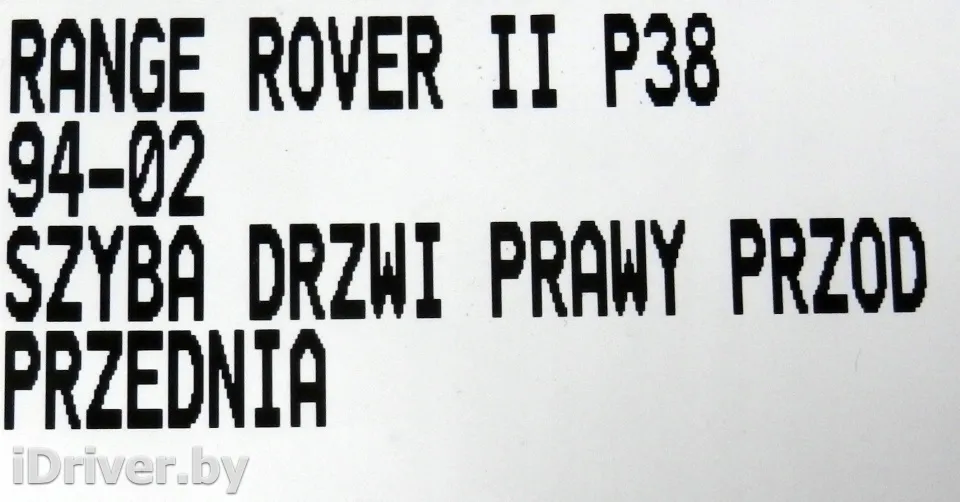 RANGE ROVER II P38
94-02
SZYBA DRZWI PRAWY PRZOD
PRZEDNIA
iDriver.by